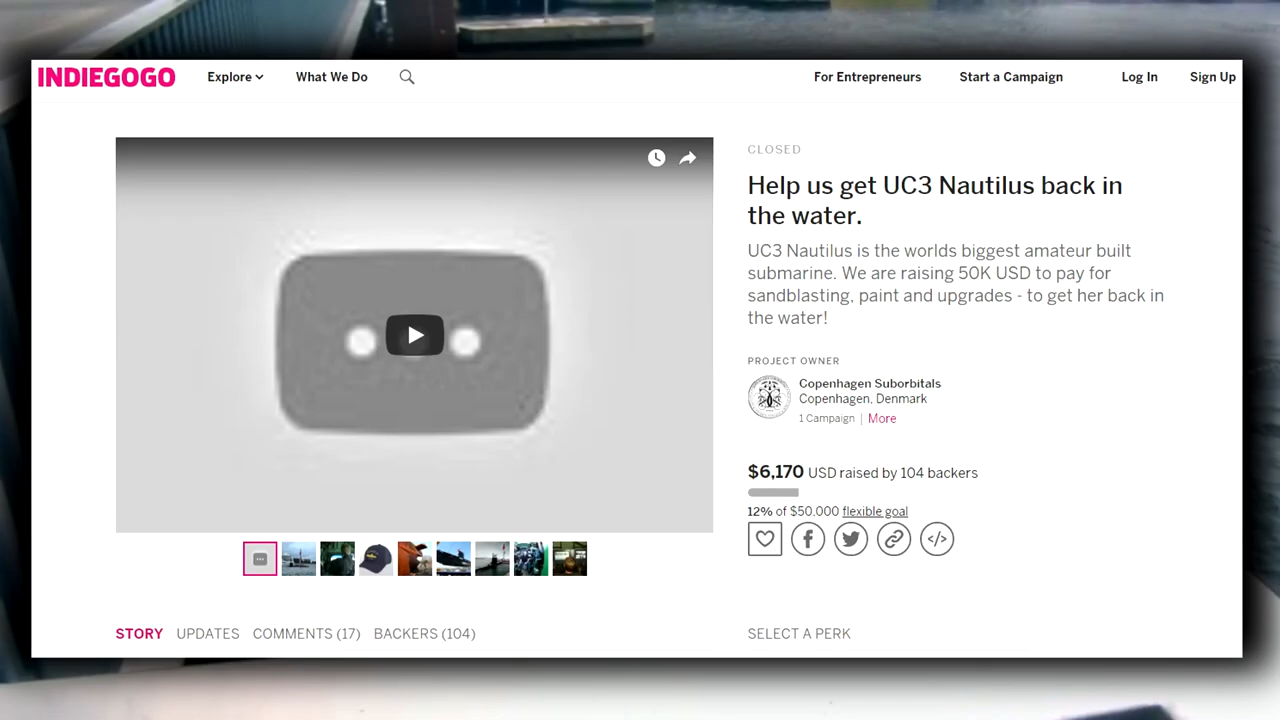 INDIEGOGO
Explore
What We Do
For Entrepreneurs
Start a Campaign
Log In
Sign Up
CLOSED
Help us get UC3 Nautilus back in
the water.
UC3 Nautilus is the worlds biggest amateur built
submarine. We are raising 50K USD to pay for
sandblasting, paint and upgrades - to get her back in
the water!
PROJECT OWNER
Copenhagen Suborbitals
Copenhagen, Denmark
1 Campaign | More
$6,170 USD raised by 104 backers
12% of $50,000 flexible goal
STORY
UPDATES
COMMENTS (17)
BACKERS (104)
SELECT A PERK